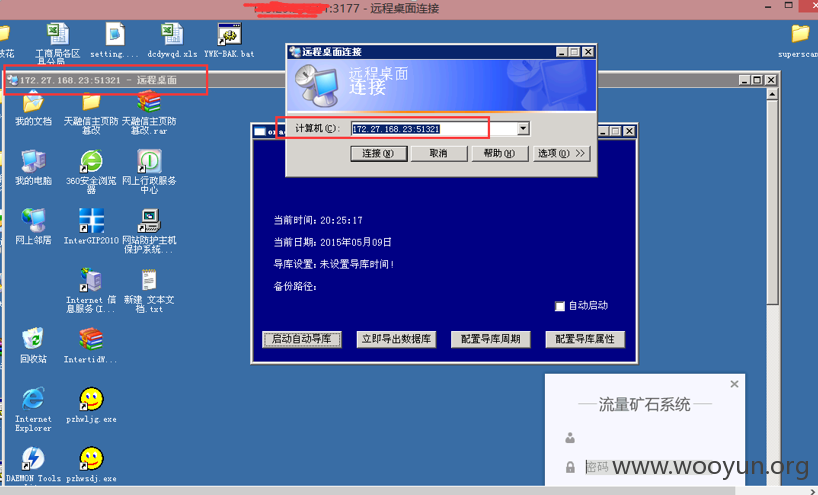 1:3177 - 远程桌面连接
工商局各区县分局
setting....
dcdywqd.xls
YWK-BAK.bat
superscan
172.27.168.23:51321 - 远程桌面
远程桌面连接
远程桌面
连接
计算机(C):
172.27.168.23:51321
连接(N)
取消
帮助(H)
选项(O) >>
我的文档
天融信主页防篡改
天融信主页防篡改.rar
我的电脑
360安全浏览器
网上行政服务中心
网上邻居
InterGIP2010
网站防护主机保护系统...
Internet 信息服务(I...
新建 文本文档.txt
回收站
IntertidW...
Internet Explorer
pzhwljg.exe
DAEMON Tools
pzhwsdj.exe
当前时间:20:25:17
当前日期:2015年05月09日
导库设置:未设置导库时间!
备份路径:
自动启动
启动自动导库
立即导出数据库
配置导库周期
配置导库属性
流量矿石系统
密码
www.wooyun.org